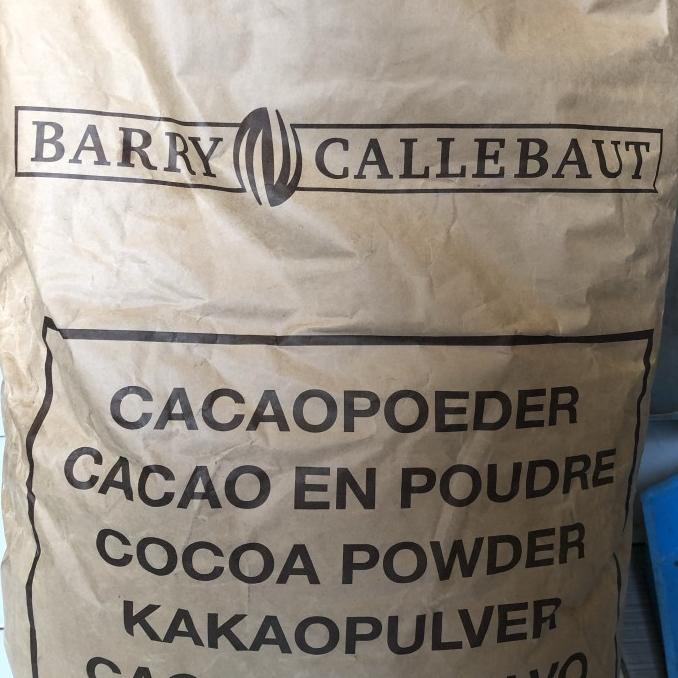 BARRY CALLEBAUT
CACAOPOEDER
CACAO EN POUDRE
COCOA POWDER
KAKAOPULVER